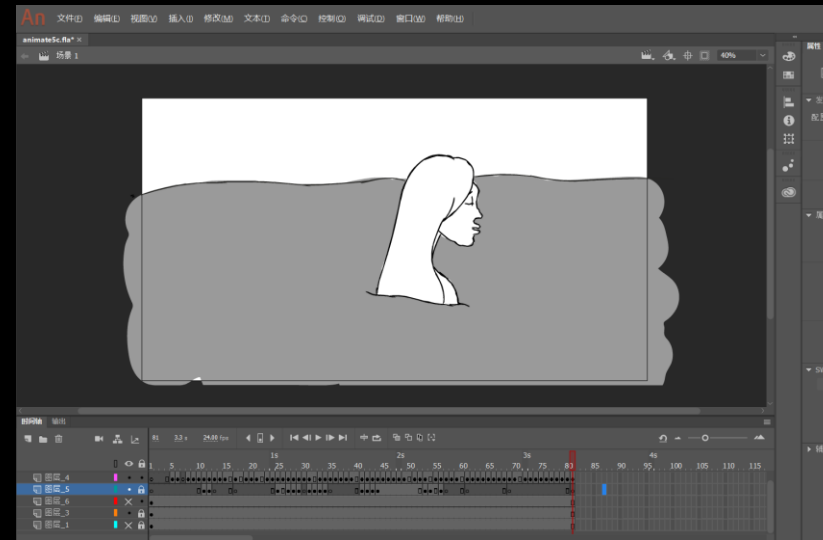 An 文件(F) 编辑(E) 视图(V) 插入(I) 修改(M) 文本(T) 命令(C) 控制(O) 调试(D) 窗口(W) 帮助(H)
animate5c.fla* ×
场景 1 40%
属性
时间轴 输出
81 3.3 s 24.00 fps
1s 2s 3s 4s
1 5 10 15 20 25 30 35 40 45 50 55 60 65 70 75 81 85 90 95 100 105 110 115
图层_4
图层_5
图层_6
图层_3
图层_1